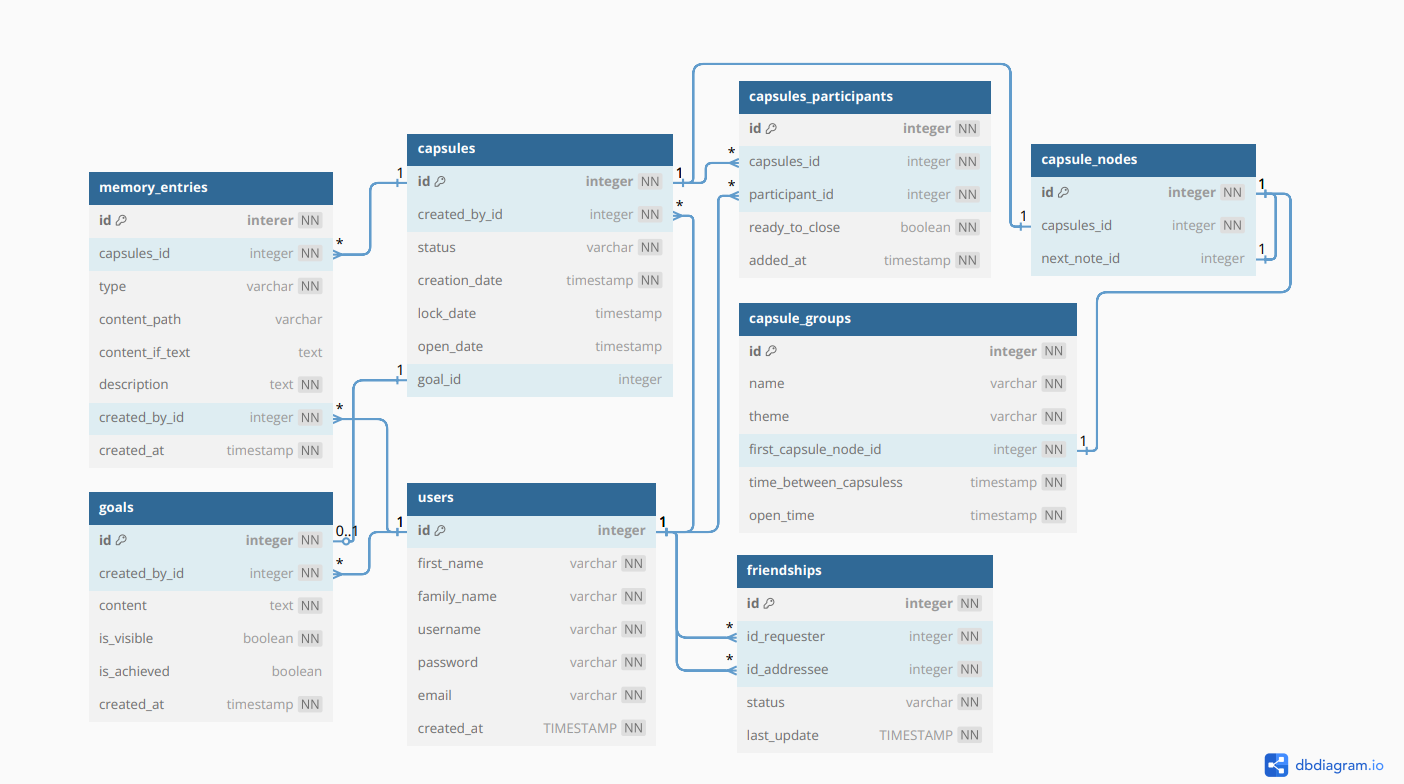 memory_entries
id interer NN
capsules_id integer NN
type varchar NN
content_path varchar
content_if_text text
description text NN
created_by_id integer NN
created_at timestamp NN
goals
id integer NN
created_by_id integer NN
content text NN
is_visible boolean NN
is_achieved boolean
created_at timestamp NN
capsules
id integer NN
created_by_id integer NN
status varchar NN
creation_date timestamp NN
lock_date timestamp
open_date timestamp
goal_id integer
users
id integer
first_name varchar NN
family_name varchar NN
username varchar NN
password varchar NN
email varchar NN
created_at TIMESTAMP NN
capsules_participants
id integer NN
capsules_id integer NN
participant_id integer NN
ready_to_close boolean NN
added_at timestamp NN
capsule_groups
id integer NN
name varchar NN
theme varchar NN
first_capsule_node_id integer NN
time_between_capsuless timestamp NN
open_time timestamp NN
friendships
id integer NN
id_requester integer NN
id_addressee integer NN
status varchar NN
last_update TIMESTAMP NN
capsule_nodes
id integer NN
capsules_id integer NN
next_note_id integer
1
*
1
*
0..1
*
1
1
*
1
*
*
*
*
1
1
1
1
dbdiagram.io